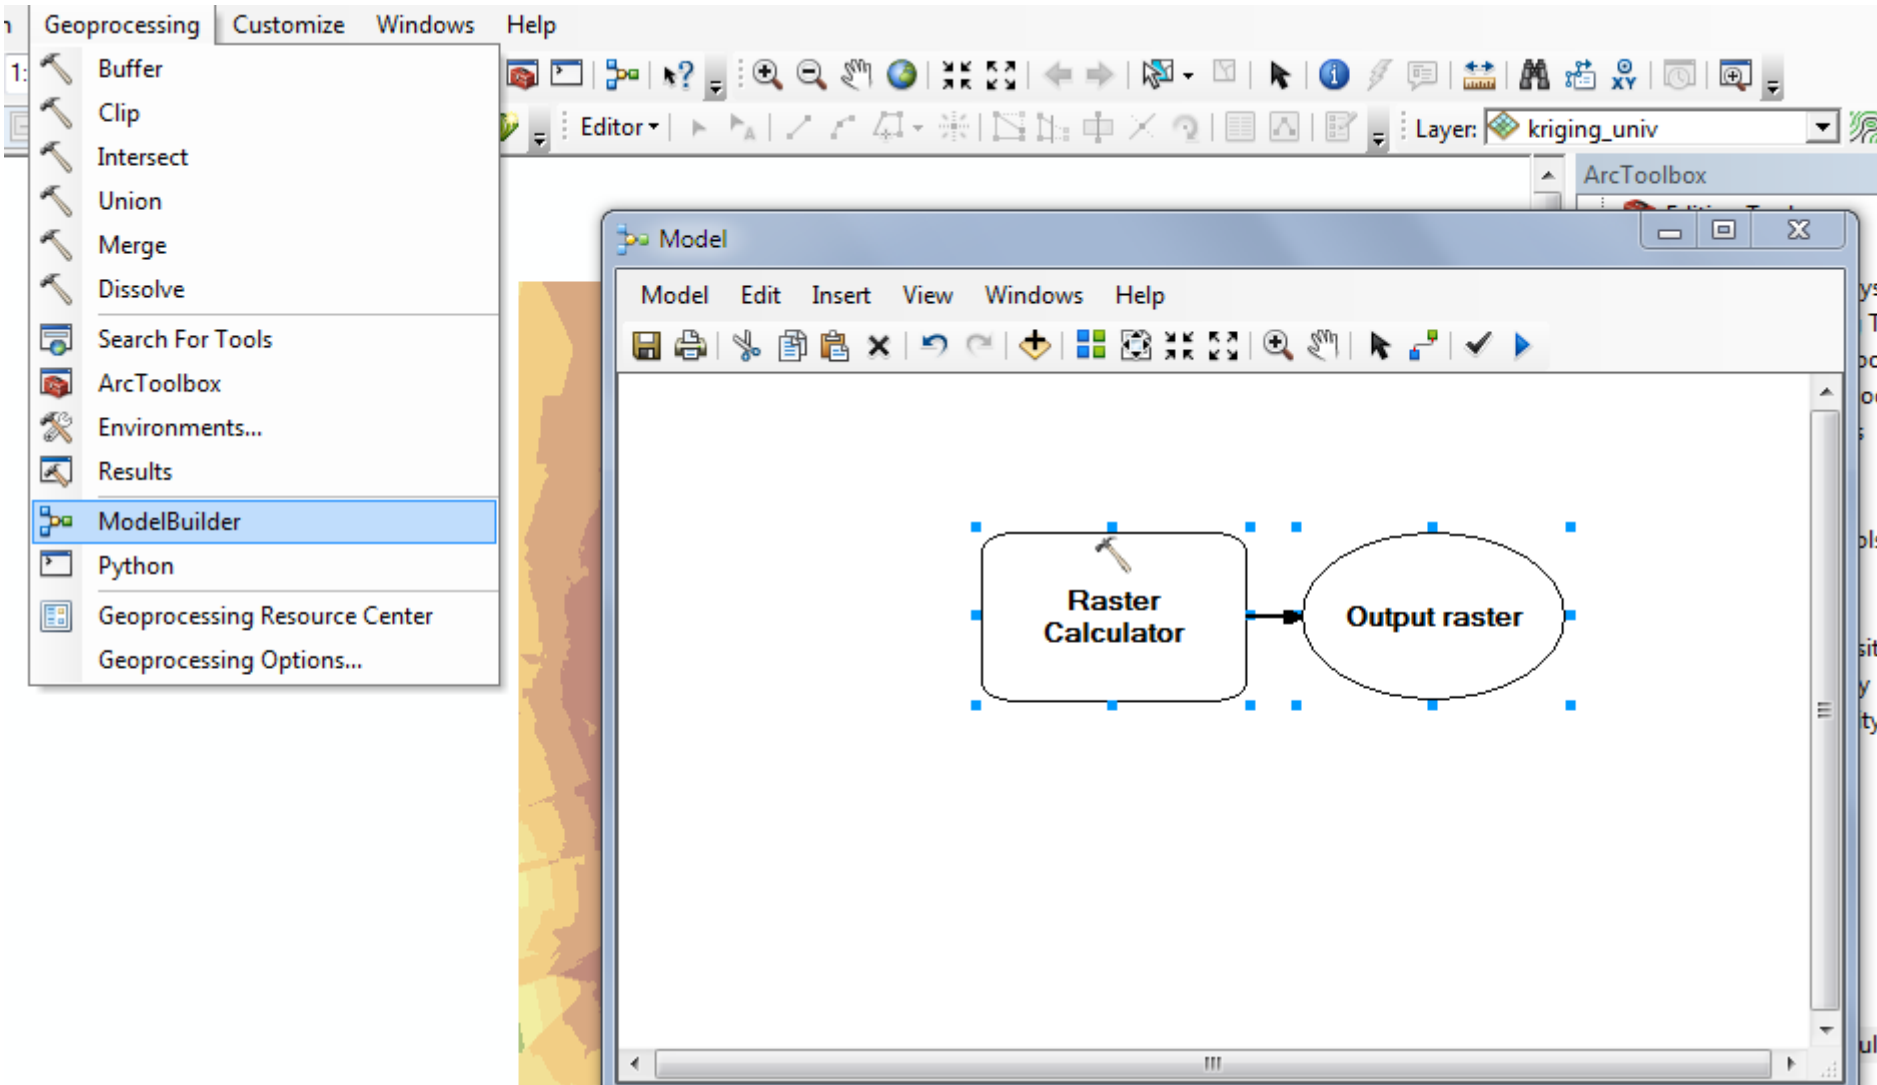 Geoprocessing Customize Windows Help
1:
Editor Layer: kriging_univ
Buffer
Clip
Intersect
Union
Merge
Dissolve
Search For Tools
ArcToolbox
Environments...
Results
ModelBuilder
Python
Geoprocessing Resource Center
Geoprocessing Options...
ArcToolbox
Model
Model Edit Insert View Windows Help
Raster
Calculator
Output raster